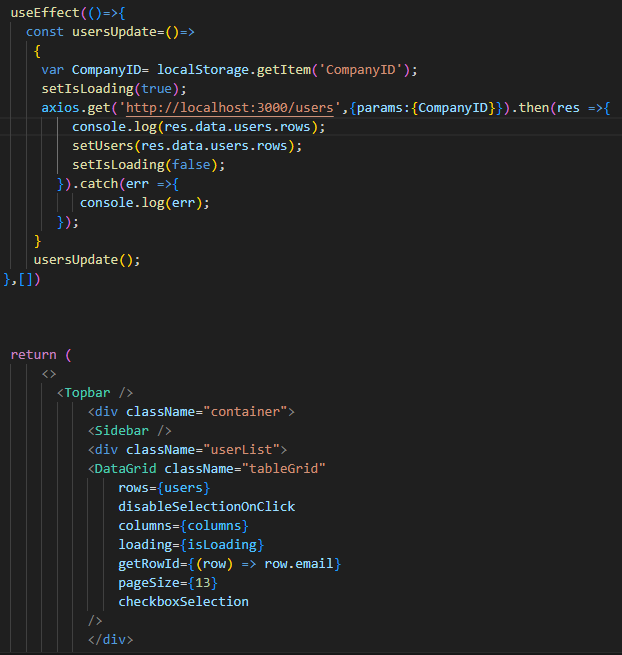 useEffect(()=>{
const usersUpdate=()=>
{
var CompanyID= localStorage.getItem('CompanyID');
setIsLoading(true);
axios.get('http://localhost:3000/users',{params:{CompanyID}}).then(res =>{
console.log(res.data.users.rows);
setUsers(res.data.users.rows);
setIsLoading(false);
}).catch(err =>{
console.log(err);
});
}
usersUpdate();
},[])
return (
<>
<Topbar />
<div className="container">
<Sidebar />
<div className="userList">
<DataGrid className="tableGrid"
rows={users}
disableSelectionOnClick
columns={columns}
loading={isLoading}
getRowId={(row) => row.email}
pageSize={13}
checkboxSelection
/>
</div>